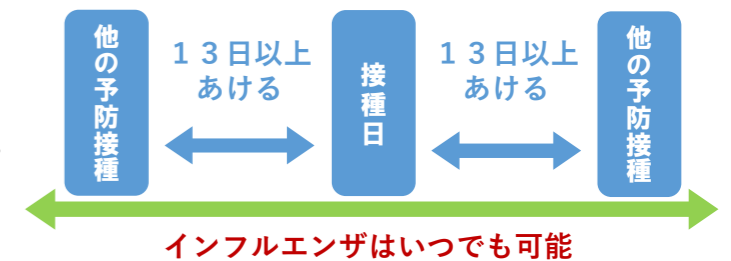 他の予防接種
１３日以上
あける
接種日
１３日以上
あける
他の予防接種
インフルエンザはいつでも可能